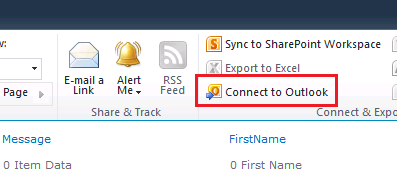 w:
Sync to SharePoint Workspace
Page
E-mail a Link
Alert Me
RSS Feed
Export to Excel
Connect to Outlook
Share & Track
Connect & Expo
Message FirstName
0 Item Data 0 First Name